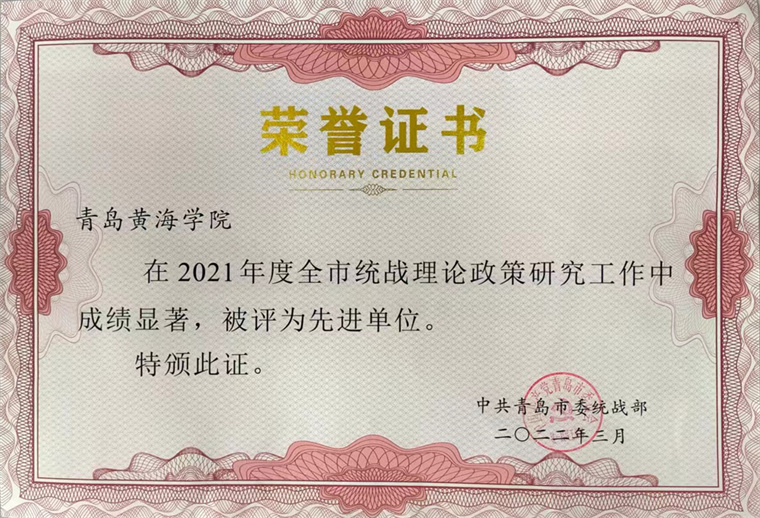 荣誉证书
HONORARY CREDENTIAL
青岛黄海学院
在2021年度全市统战理论政策研究工作中
成绩显著，被评为先进单位。
特颁此证。
中共青岛市委统战部
二〇二二年三月